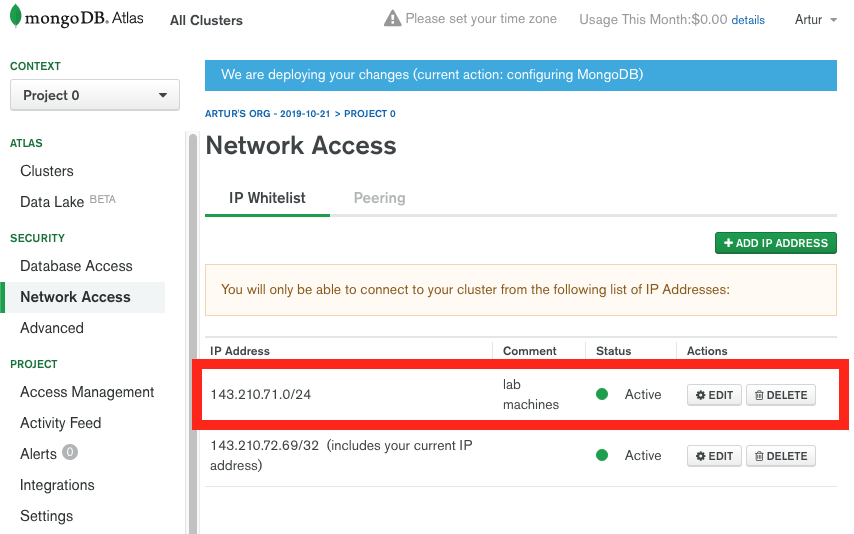 mongoDB. Atlas All Clusters Please set your time zone Usage This Month:$0.00 details Artur
CONTEXT
Project 0
ATLAS
Clusters
Data Lake BETA
SECURITY
Database Access
Network Access
Advanced
PROJECT
Access Management
Activity Feed
Alerts 0
Integrations
Settings
We are deploying your changes (current action: configuring MongoDB)
ARTUR'S ORG - 2019-10-21 > PROJECT 0
Network Access
IP Whitelist Peering
+ ADD IP ADDRESS
You will only be able to connect to your cluster from the following list of IP Addresses:
IP Address Comment Status Actions
143.210.71.0/24 lab machines Active EDIT DELETE
143.210.72.69/32 (includes your current IP address) Active EDIT DELETE